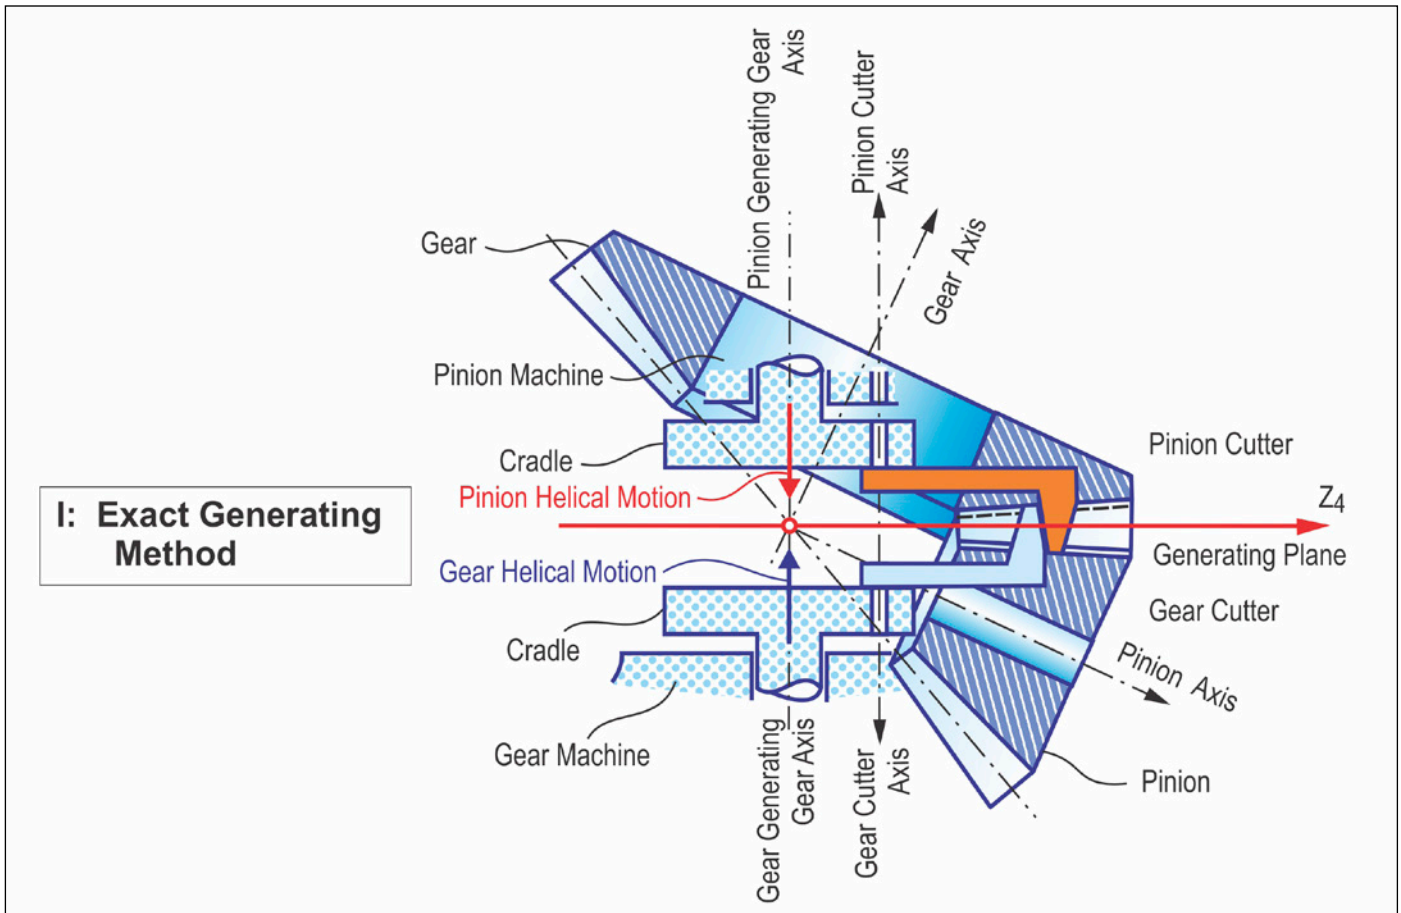 Pinion Generating Gear
Axis
Pinion Cutter
Axis
Gear Axis
Gear
Pinion Machine
Cradle
Pinion Helical Motion
Pinion Cutter
Z4
I: Exact Generating
Method
Generating Plane
Gear Helical Motion
Gear Cutter
Cradle
Pinion Axis
Gear Machine
Pinion
Gear Generating
Gear Axis
Gear Cutter
Axis